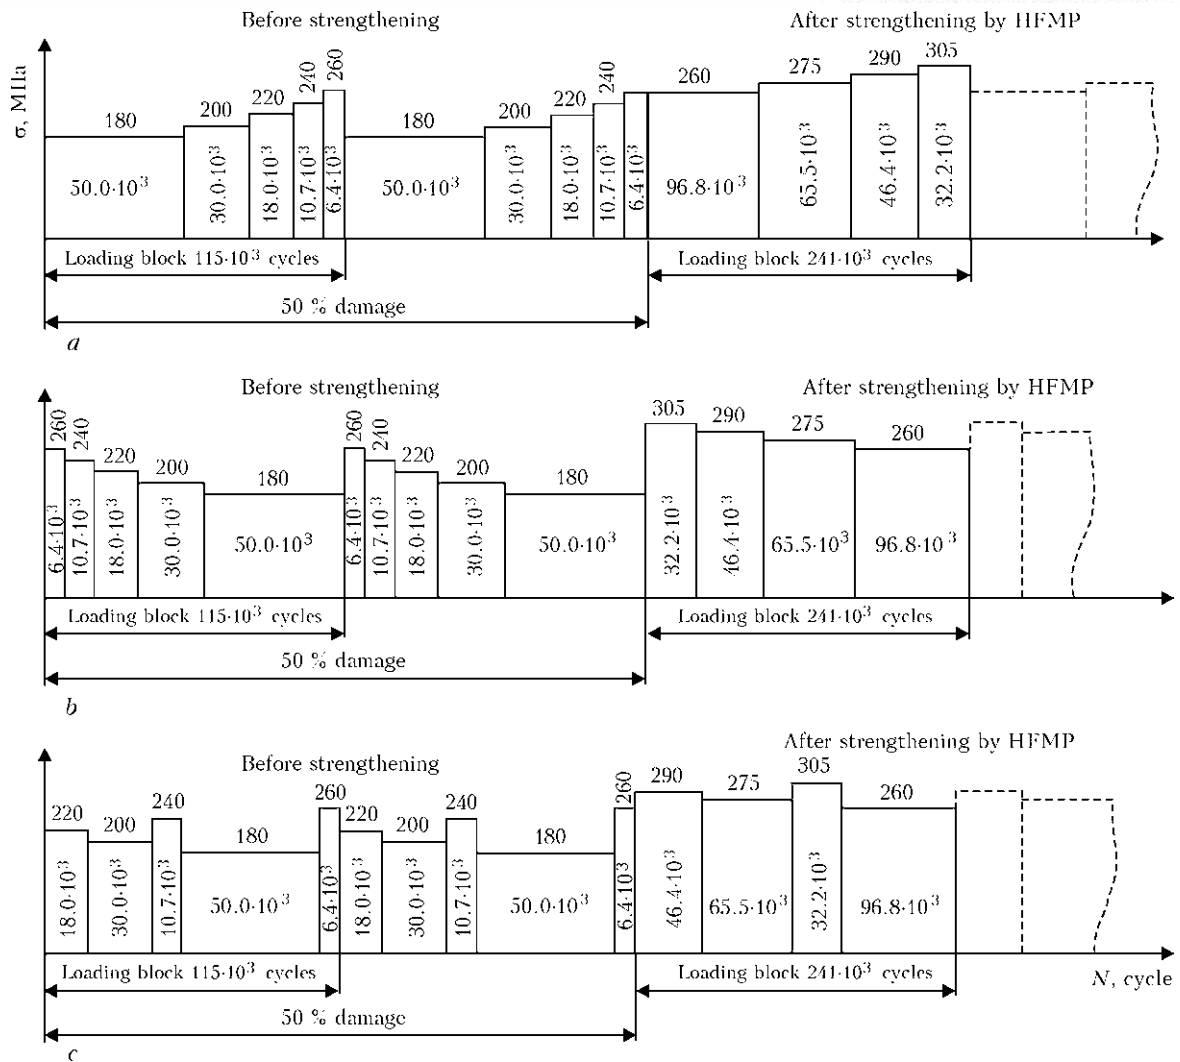 Before strengthening
After strengthening by HFMP
σ, МПа
180 200 220 240 260 180 200 220 240 260 275 290 305
50.0·10³ 30.0·10³ 18.0·10³ 10.7·10³ 6.4·10³ 50.0·10³ 30.0·10³ 18.0·10³ 10.7·10³ 6.4·10³ 96.8·10³ 65.5·10³ 46.4·10³ 32.2·10³
Loading block 115·10³ cycles
Loading block 241·10³ cycles
50 % damage
a
Before strengthening
After strengthening by HFMP
260 240 220 200 180 260 240 220 200 180 305 290 275 260
6.4·10³ 10.7·10³ 18.0·10³ 30.0·10³ 50.0·10³ 6.4·10³ 10.7·10³ 18.0·10³ 30.0·10³ 50.0·10³ 32.2·10³ 46.4·10³ 65.5·10³ 96.8·10³
Loading block 115·10³ cycles
Loading block 241·10³ cycles
50 % damage
b
Before strengthening
After strengthening by HFMP
220 200 240 180 260 220 200 240 180 260 290 275 305 260
18.0·10³ 30.0·10³ 10.7·10³ 50.0·10³ 6.4·10³ 18.0·10³ 30.0·10³ 10.7·10³ 50.0·10³ 6.4·10³ 46.4·10³ 65.5·10³ 32.2·10³ 96.8·10³
Loading block 115·10³ cycles
Loading block 241·10³ cycles
N, cycle
50 % damage
c